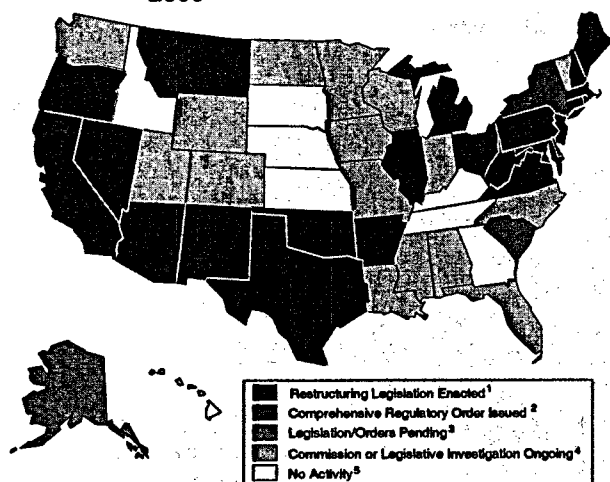 Restructuring Legislation Enacted¹
Comprehensive Regulatory Order Issued ²
Legislation/Orders Pending³
Commission or Legislative Investigation Ongoing⁴
No Activity⁵